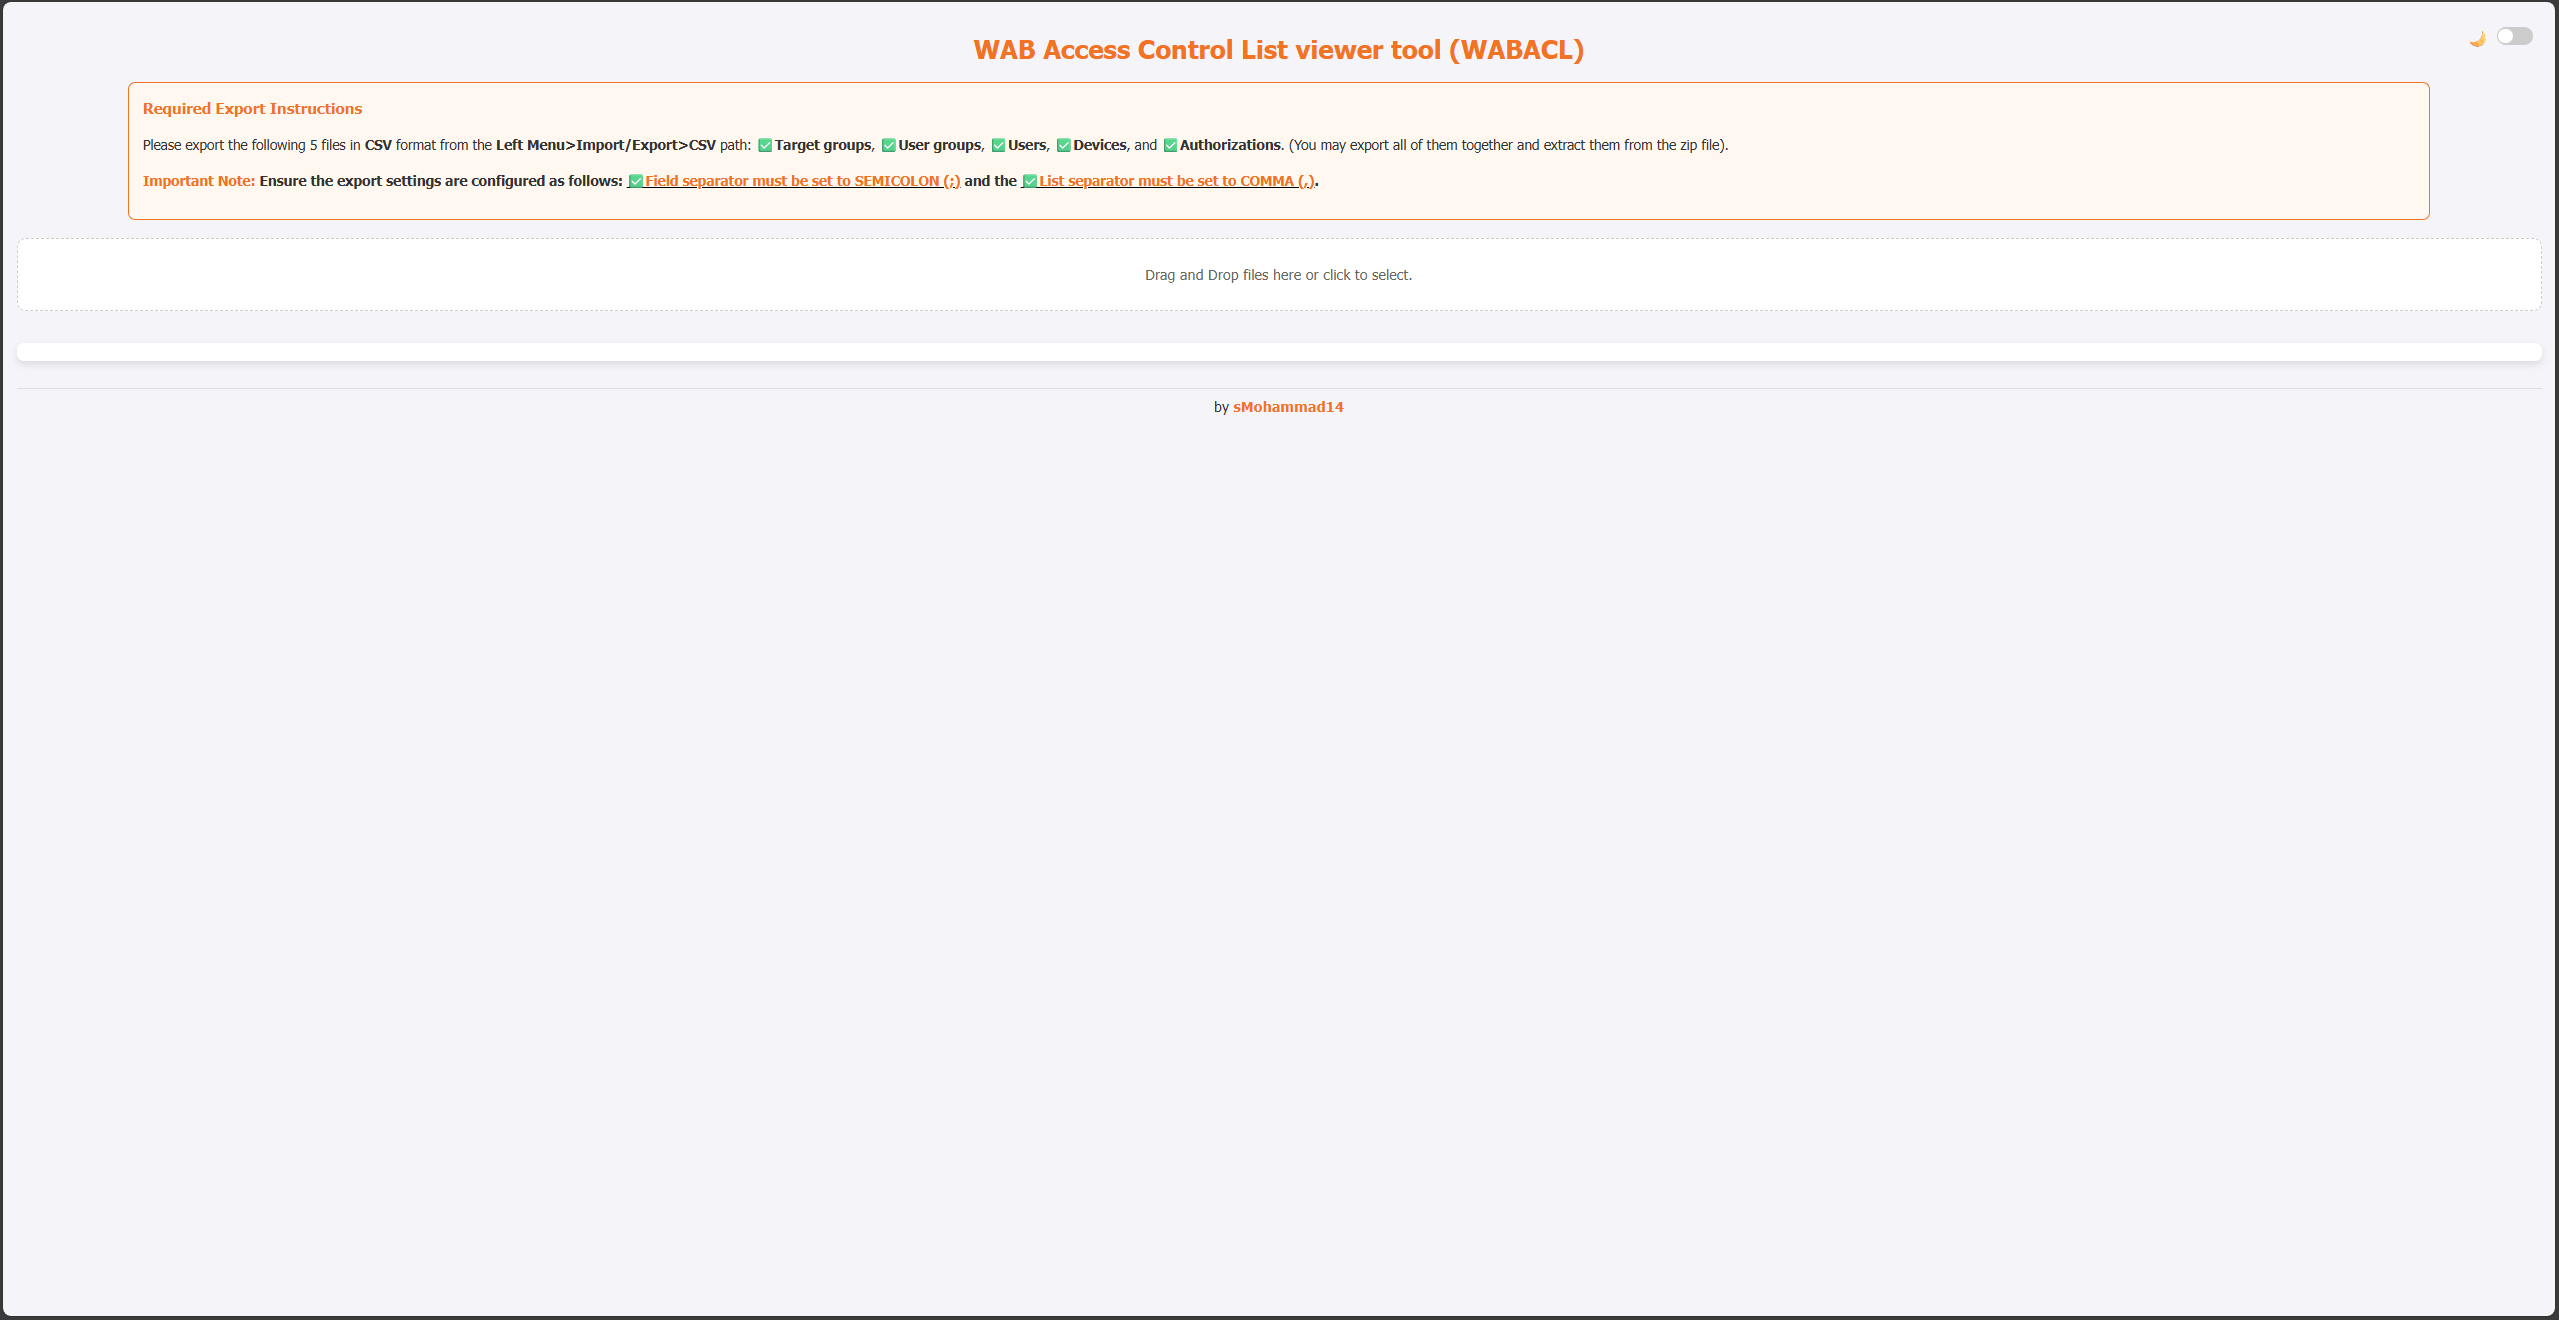 WAB Access Control List viewer tool (WABACL)
🌙
Required Export Instructions
Please export the following 5 files in CSV format from the Left Menu>Import/Export>CSV path: ✅Target groups, ✅User groups, ✅Users, ✅Devices, and ✅Authorizations. (You may export all of them together and extract them from the zip file).
Important Note: Ensure the export settings are configured as follows: ✅Field separator must be set to SEMICOLON (;) and the ✅List separator must be set to COMMA (,).
Drag and Drop files here or click to select.
by sMohammad14